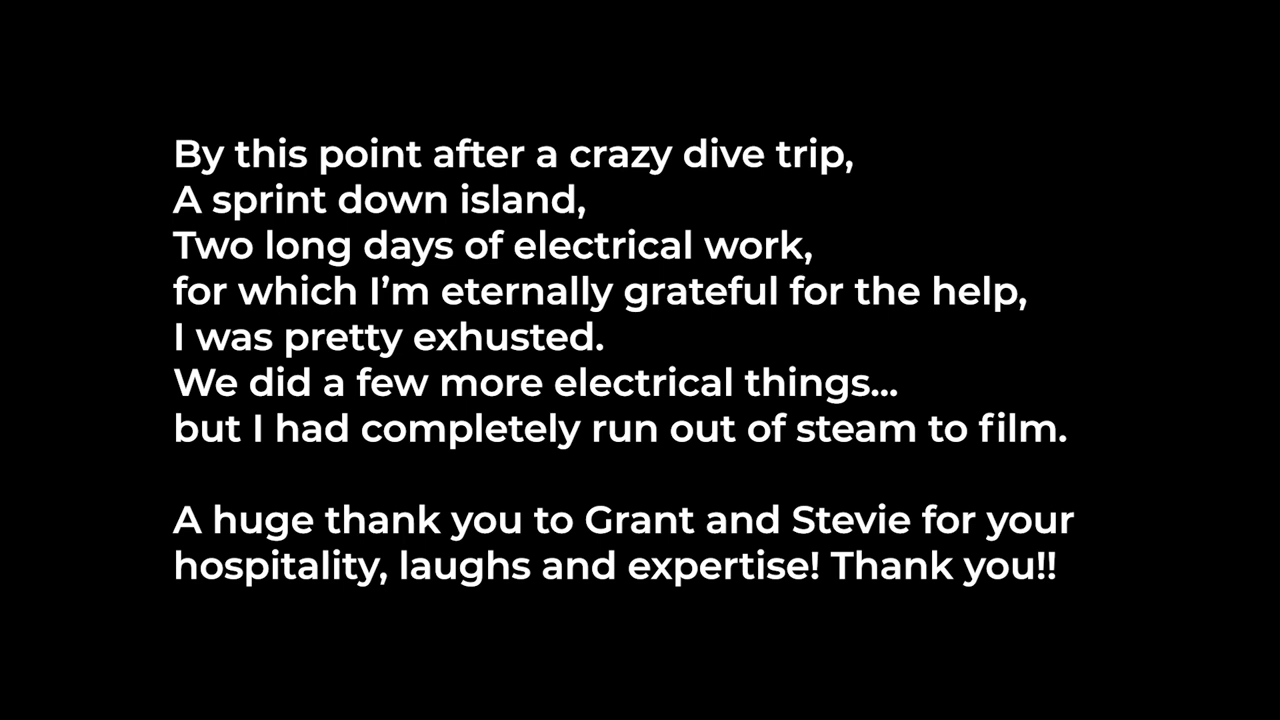 By this point after a crazy dive trip,
A sprint down island,
Two long days of electrical work,
for which I’m eternally grateful for the help,
I was pretty exhusted.
We did a few more electrical things...
but I had completely run out of steam to film.
A huge thank you to Grant and Stevie for your
hospitality, laughs and expertise! Thank you!!